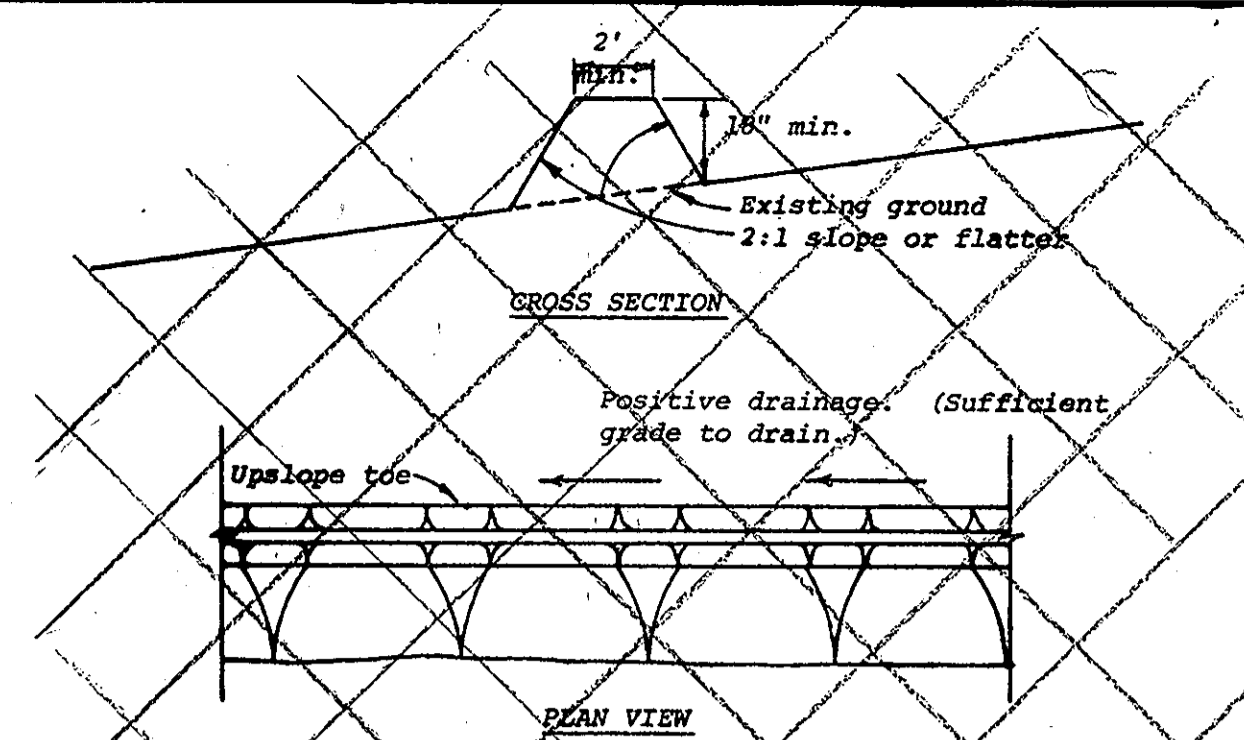 2'
min.
18" min.
Existing ground
2:1 slope or flatter
CROSS SECTION
Positive drainage. (Sufficient
grade to drain.)
Upslope toe
PLAN VIEW